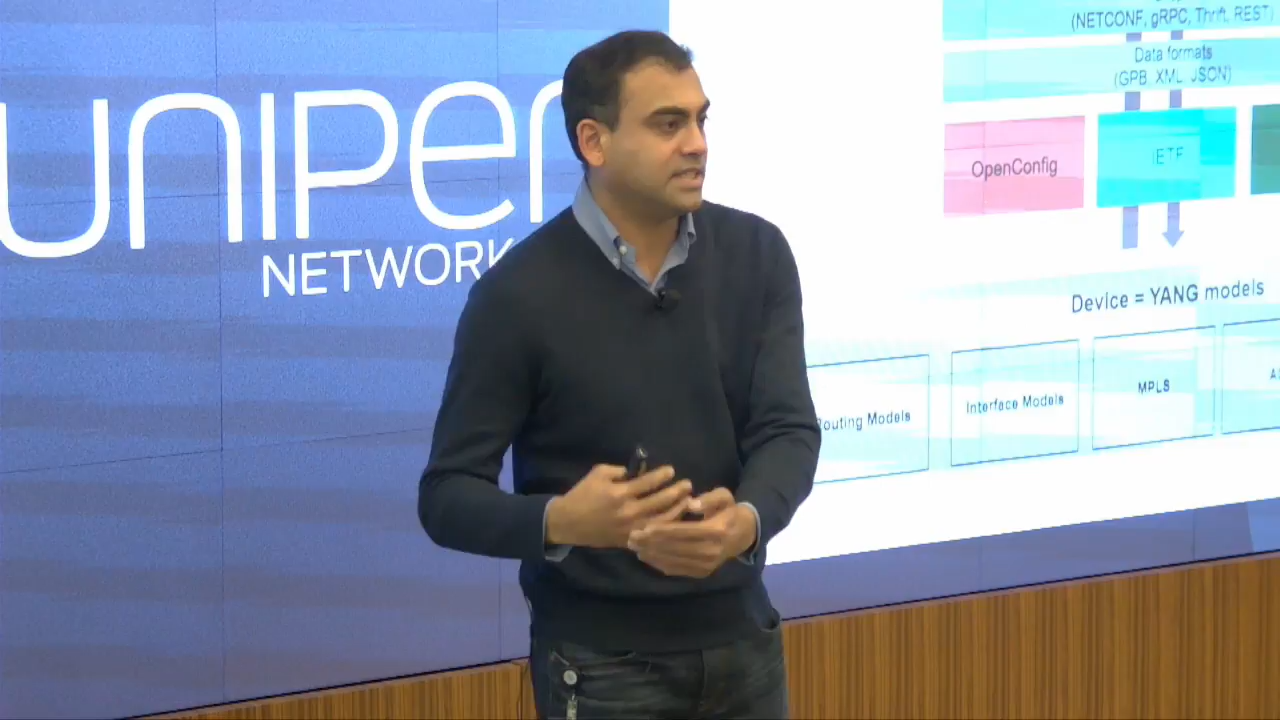 UNIPE
NETWORK
(NETCONF, gRPC, Thrift, REST)
Data formats
(GPB, XML, JSON)
OpenConfig
IETF
Device = YANG models
Routing Models
Interface Models
MPLS